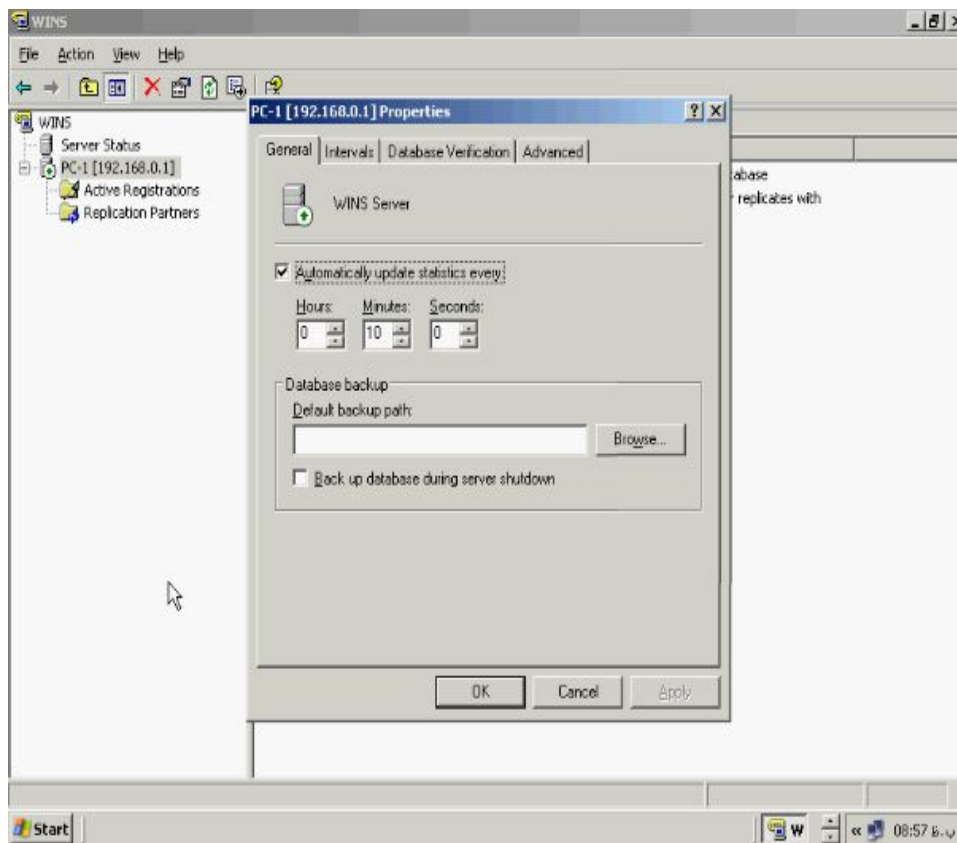 WINS
File Action View Help
WINS
Server Status
PC-1 [192.168.0.1]
Active Registrations
Replication Partners
PC-1 [192.168.0.1] Properties
General Intervals Database Verification Advanced
WINS Server
Automatically update statistics every:
Hours: Minutes: Seconds:
0 10 0
Database backup
Default backup path:
Browse...
Back up database during server shutdown
OK Cancel Apply
abase
replicates with
Start W « 08:57 ب.ظ